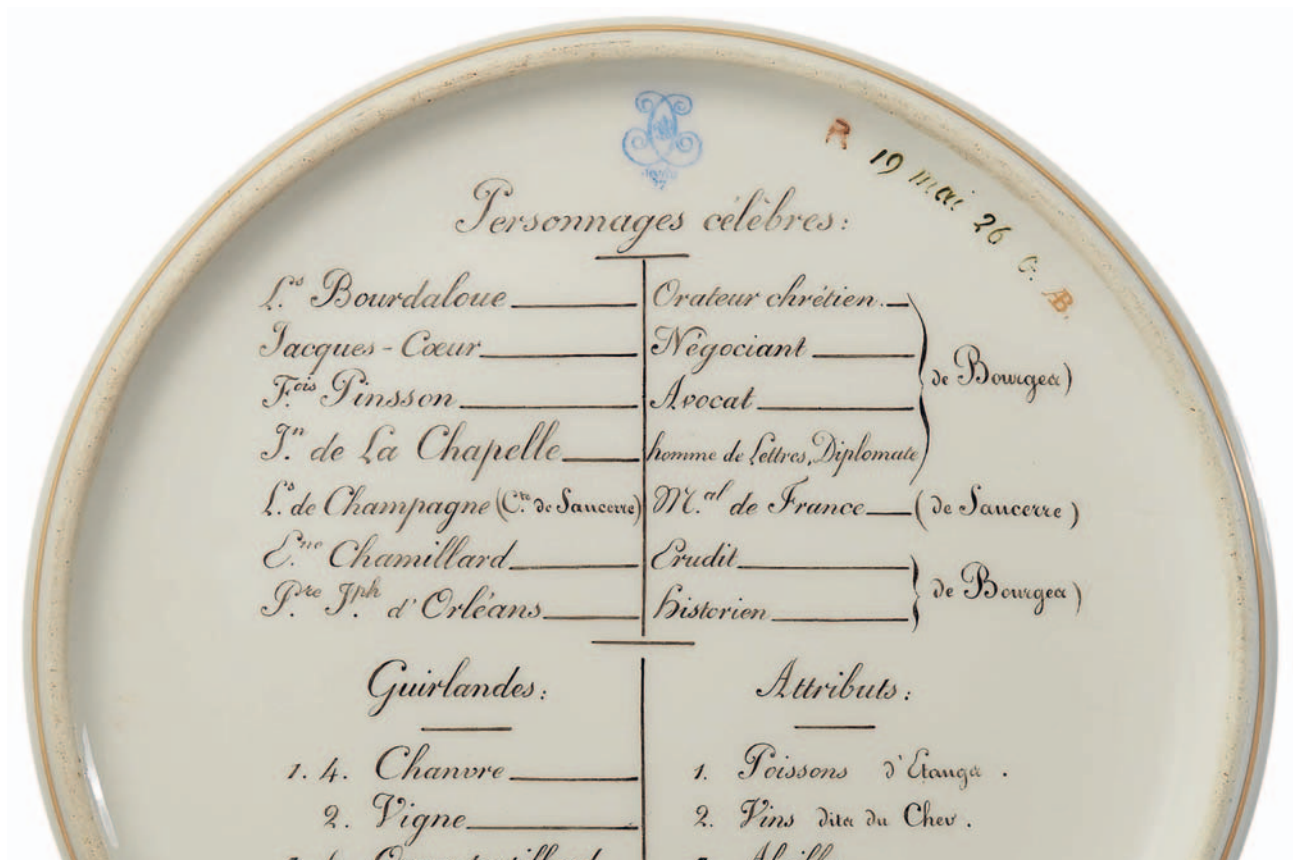 R 19 mai 26 G. AB.
Personnages célèbres:
L.s Bourdaloue Orateur chrétien.
Jacques-Cœur Négociant
F.ois Pinsson Avocat
de Bourges)
J.n de La Chapelle homme de Lettres, Diplomate
L.s de Champagne (C.te de Sancerre) M.al de France (de Sancerre)
E.ne Chamillard Erudit
P.re J.ph d'Orléans historien
de Bourges)
Guirlandes: Attributs:
1. 4. Chanvre 1. Poissons d'Etangs.
2. Vigne 2. Vins dits du Cher.